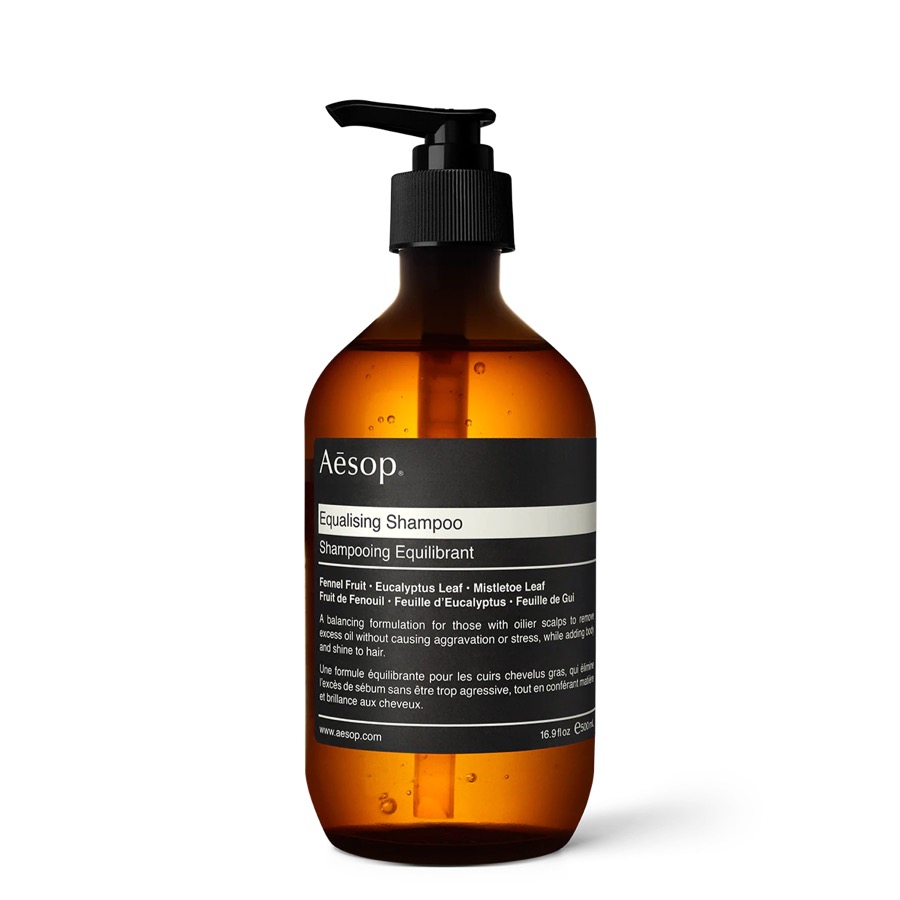 Aēsop®
Equalising Shampoo
Shampooing Equilibrant
Fennel Fruit · Eucalyptus Leaf · Mistletoe Leaf
Fruit de Fenouil · Feuille d'Eucalyptus · Feuille de Gui
A balancing formulation for those with oilier scalps to remove
excess oil without causing aggravation or stress, while adding body
and shine to hair.
Une formule équilibrante pour les cuirs chevelus gras, qui élimine
l'excès de sébum sans être trop agressive, tout en conférant matière
et brillance aux cheveux.
www.aesop.com 16.9 fl oz ℮500mL